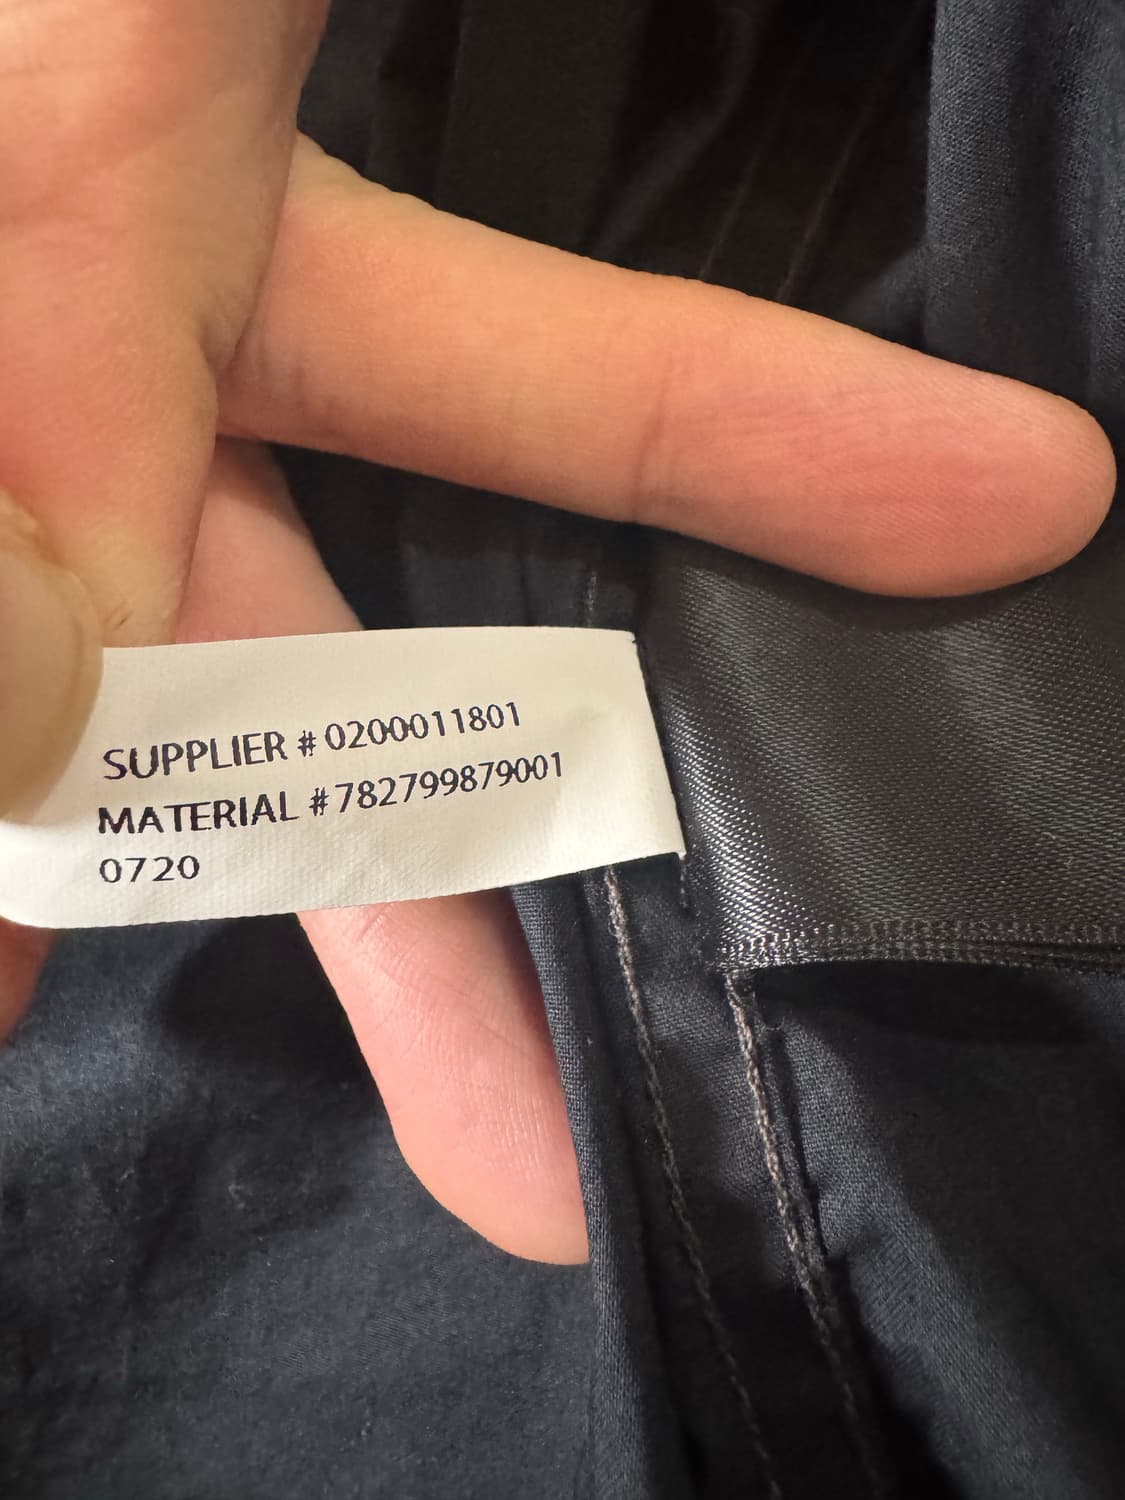 SUPPLIER # 0200011801
MATERIAL #782799879001
0720